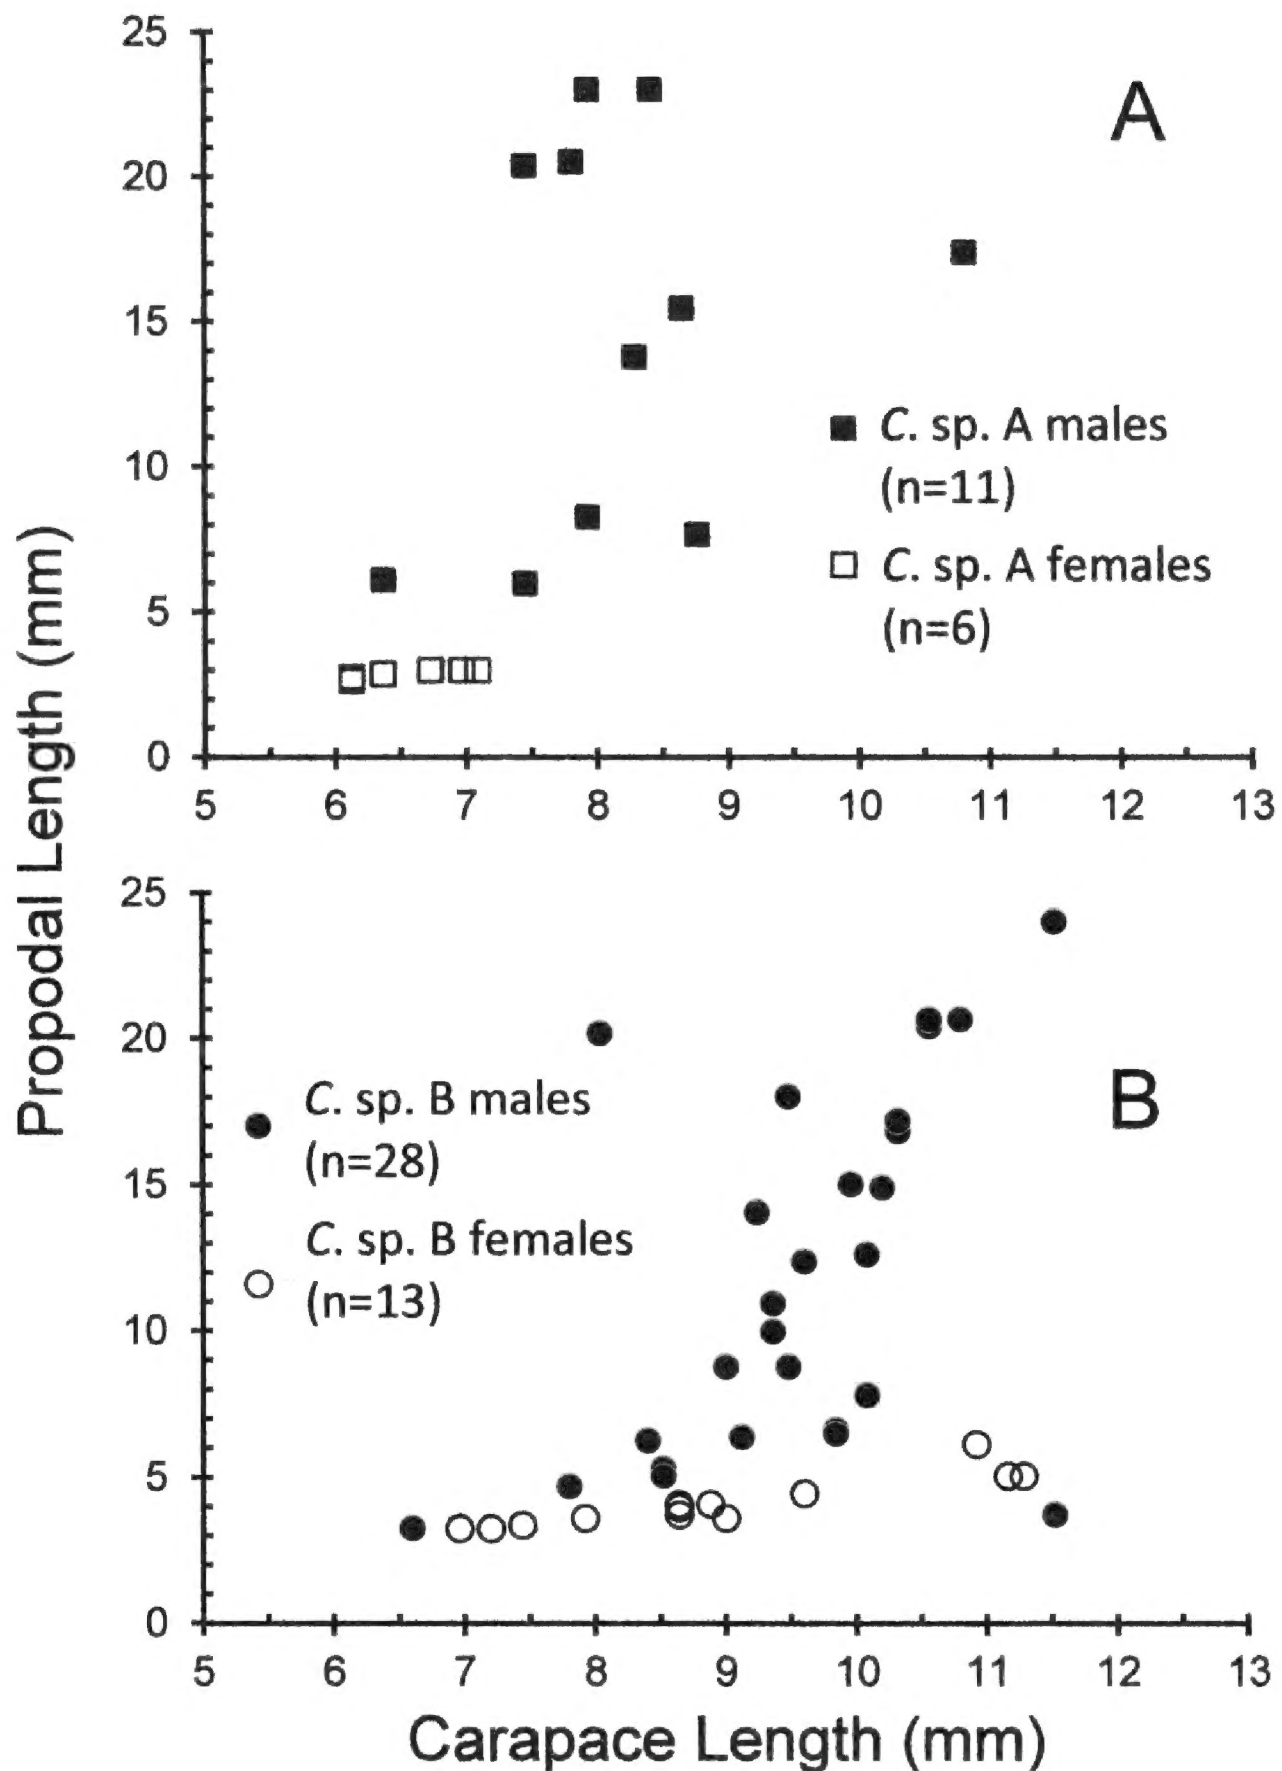 25
20
15
10
5
0
5 6 7 8 9 10 11 12 13
A
C. sp. A males
(n=11)
C. sp. A females
(n=6)
Propodal Length (mm)
25
20
15
10
5
0
5 6 7 8 9 10 11 12 13
B
C. sp. B males
(n=28)
C. sp. B females
(n=13)
Carapace Length (mm)